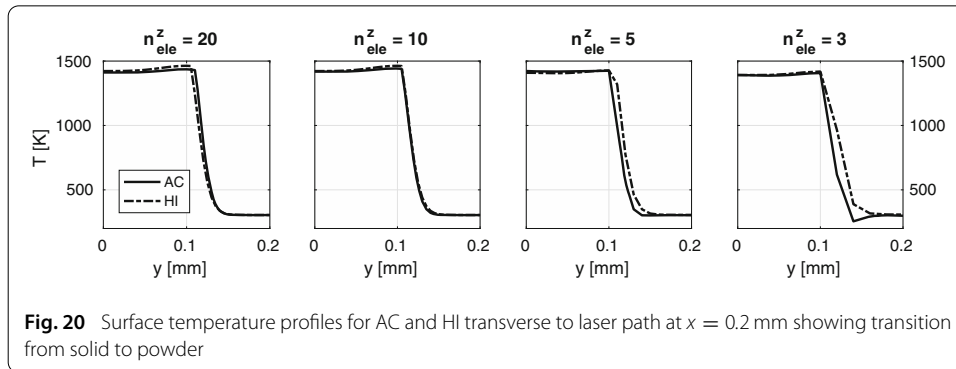 n^z_ele = 20 n^z_ele = 10 n^z_ele = 5 n^z_ele = 3
1500 1500
1000 1000
500 500
T [K]
AC
HI
0 0.1 0.2 0 0.1 0.2 0 0.1 0.2 0 0.1 0.2
y [mm] y [mm] y [mm] y [mm]
Fig. 20 Surface temperature profiles for AC and HI transverse to laser path at x = 0.2 mm showing transition
from solid to powder